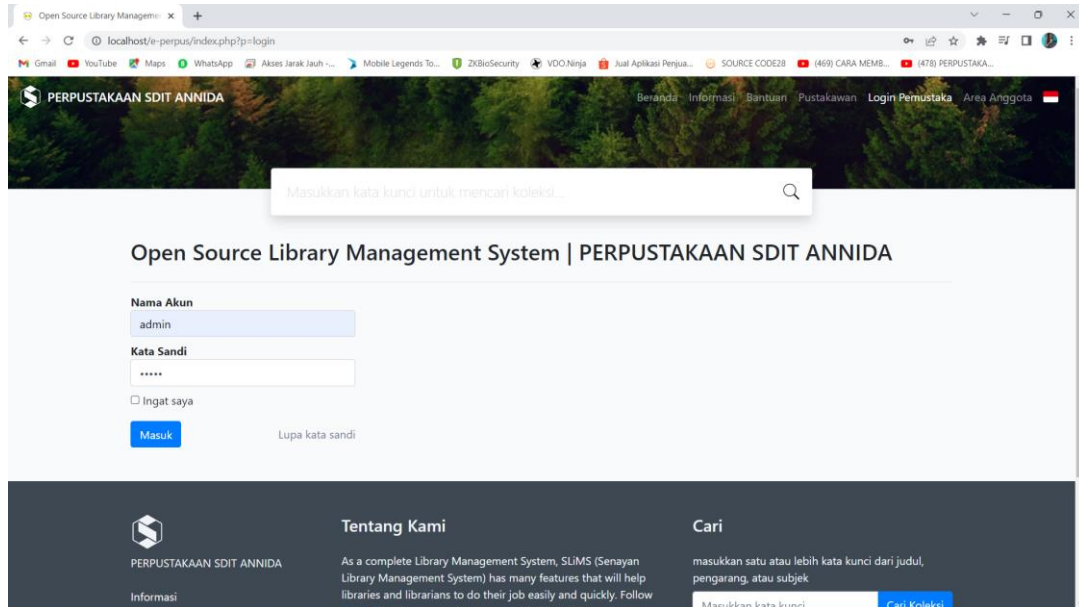 Open Source Library Manageme
localhost/e-perpus/index.php?p=login
Gmail YouTube Maps WhatsApp Akses Jarak Jauh -... Mobile Legends To... ZKBioSecurity VDO.Ninja Jual Aplikasi Penjua... SOURCE CODE28 (469) CARA MEMB... (478) PERPUSTAKA...
PERPUSTAKAAN SDIT ANNIDA
Beranda Informasi Bantuan Pustakawan Login Pemustaka Area Anggota
Masukkan kata kunci untuk mencari koleksi...
Open Source Library Management System | PERPUSTAKAAN SDIT ANNIDA
Nama Akun
admin
Kata Sandi
•••••
Ingat saya
Masuk Lupa kata sandi
PERPUSTAKAAN SDIT ANNIDA
Informasi
Tentang Kami
As a complete Library Management System, SLiMS (Senayan
Library Management System) has many features that will help
libraries and librarians to do their job easily and quickly. Follow
Cari
masukkan satu atau lebih kata kunci dari judul,
pengarang, atau subjek
Masukkan kata kunci Cari Koleksi